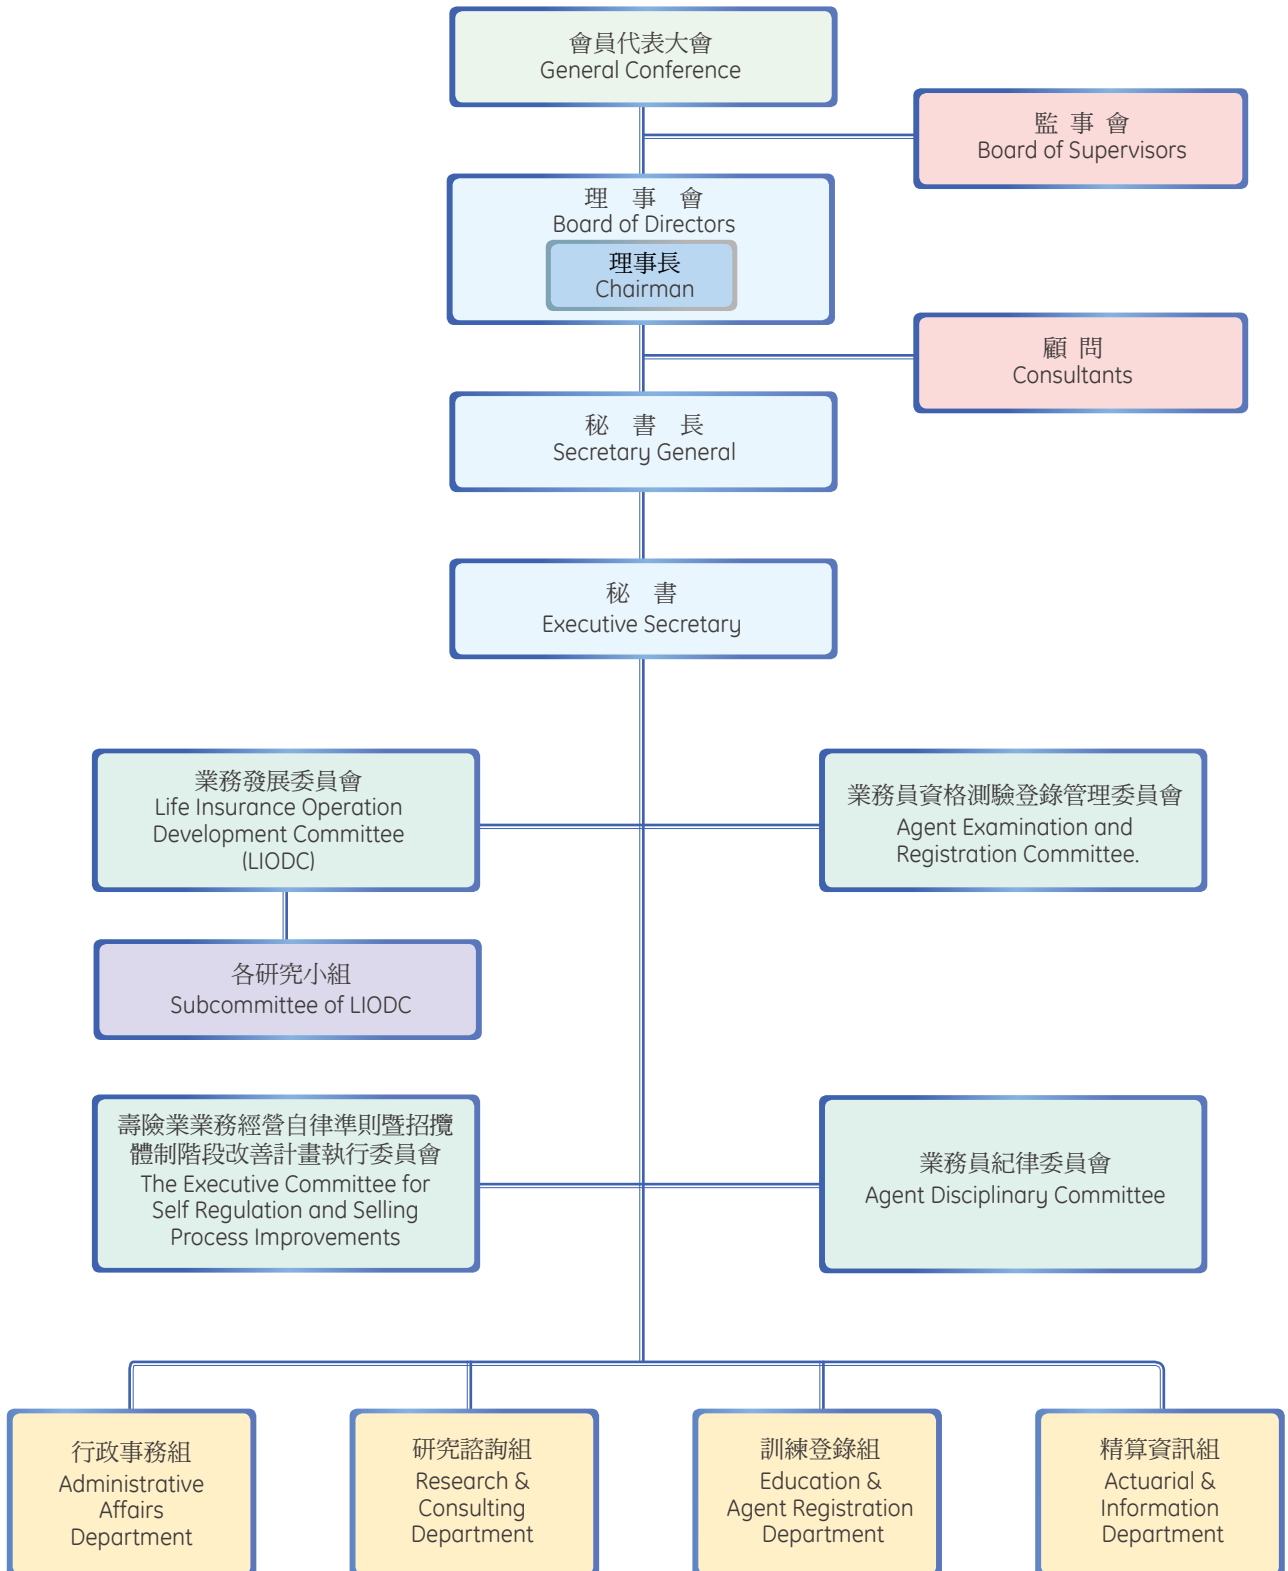 會員代表大會
General Conference
監事會
Board of Supervisors
理事會
Board of Directors
理事長
Chairman
顧問
Consultants
秘書長
Secretary General
秘書
Executive Secretary
業務發展委員會
Life Insurance Operation
Development Committee
(LIODC)
業務員資格測驗登錄管理委員會
Agent Examination and
Registration Committee.
各研究小組
Subcommittee of LIODC
壽險業業務經營自律準則暨招攬
體制階段改善計畫執行委員會
The Executive Committee for
Self Regulation and Selling
Process Improvements
業務員紀律委員會
Agent Disciplinary Committee
行政事務組
Administrative
Affairs
Department
研究諮詢組
Research &
Consulting
Department
訓練登錄組
Education &
Agent Registration
Department
精算資訊組
Actuarial &
Information
Department